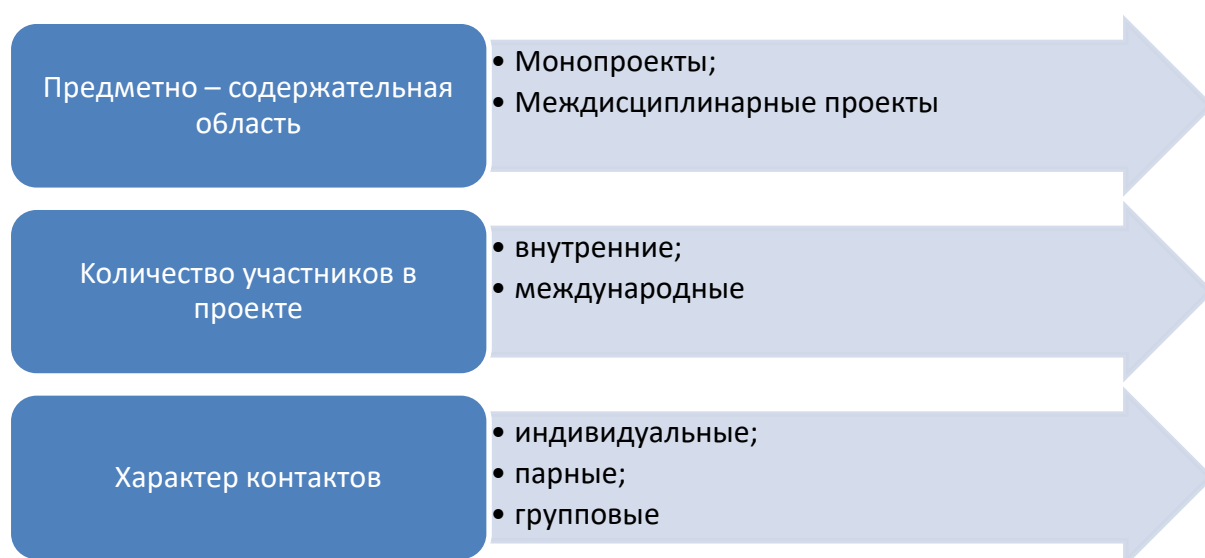 Предметно – содержательная
область
• Монопроекты;
• Междисциплинарные проекты
Количество участников в
проекте
• внутренние;
• международные
Характер контактов
• индивидуальные;
• парные;
• групповые